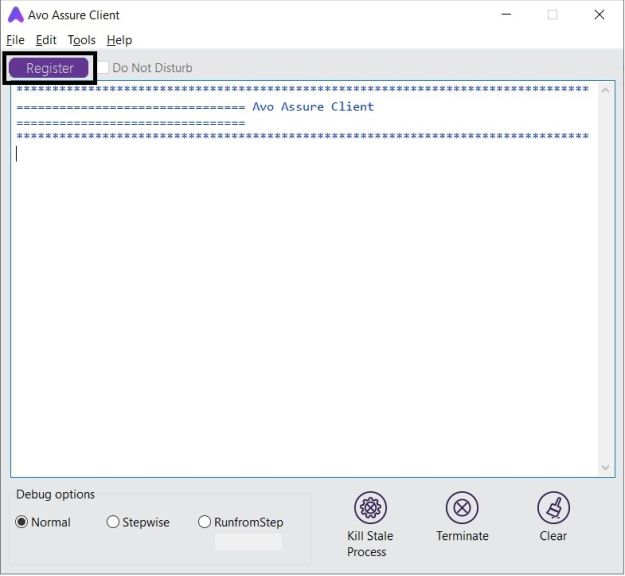 Avo Assure Client
File Edit Tools Help
Register Do Not Disturb
********************************************************************************
================================ Avo Assure Client
================================
********************************************************************************
Debug options
Normal Stepwise RunfromStep
Kill Stale Process Terminate Clear